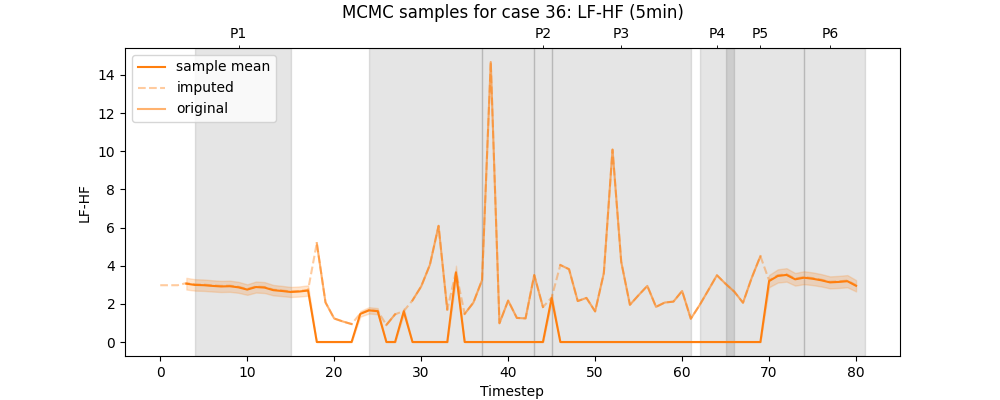 MCMC samples for case 36: LF-HF (5min)
P1 P2 P3 P4 P5 P6
sample mean
imputed
original
14
12
10
8
6
4
2
0
LF-HF
0 10 20 30 40 50 60 70 80
Timestep